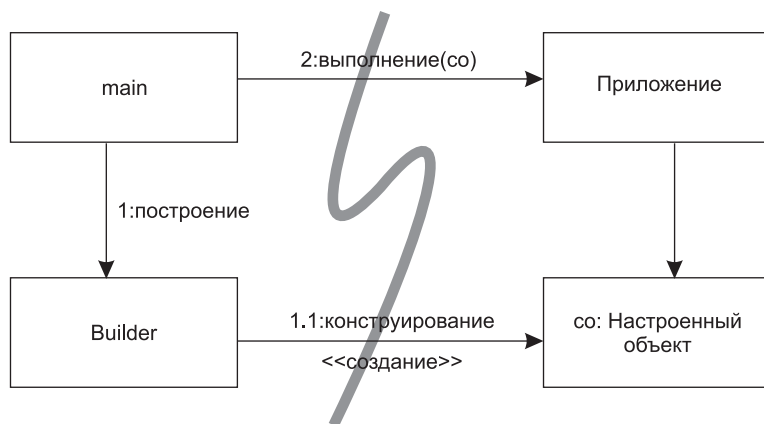 main
2:выполнение(co)
Приложение
1:построение
Builder
1.1:конструирование
<<создание>>
co: Настроенный
объект